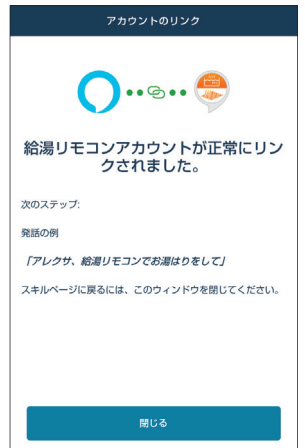 アカウントのリンク
給湯リモコンアカウントが正常にリン
クされました。
次のステップ:
発話の例
「アレクサ、給湯リモコンでお湯はりをして」
スキルページに戻るには、このウィンドウを閉じてください。
閉じる